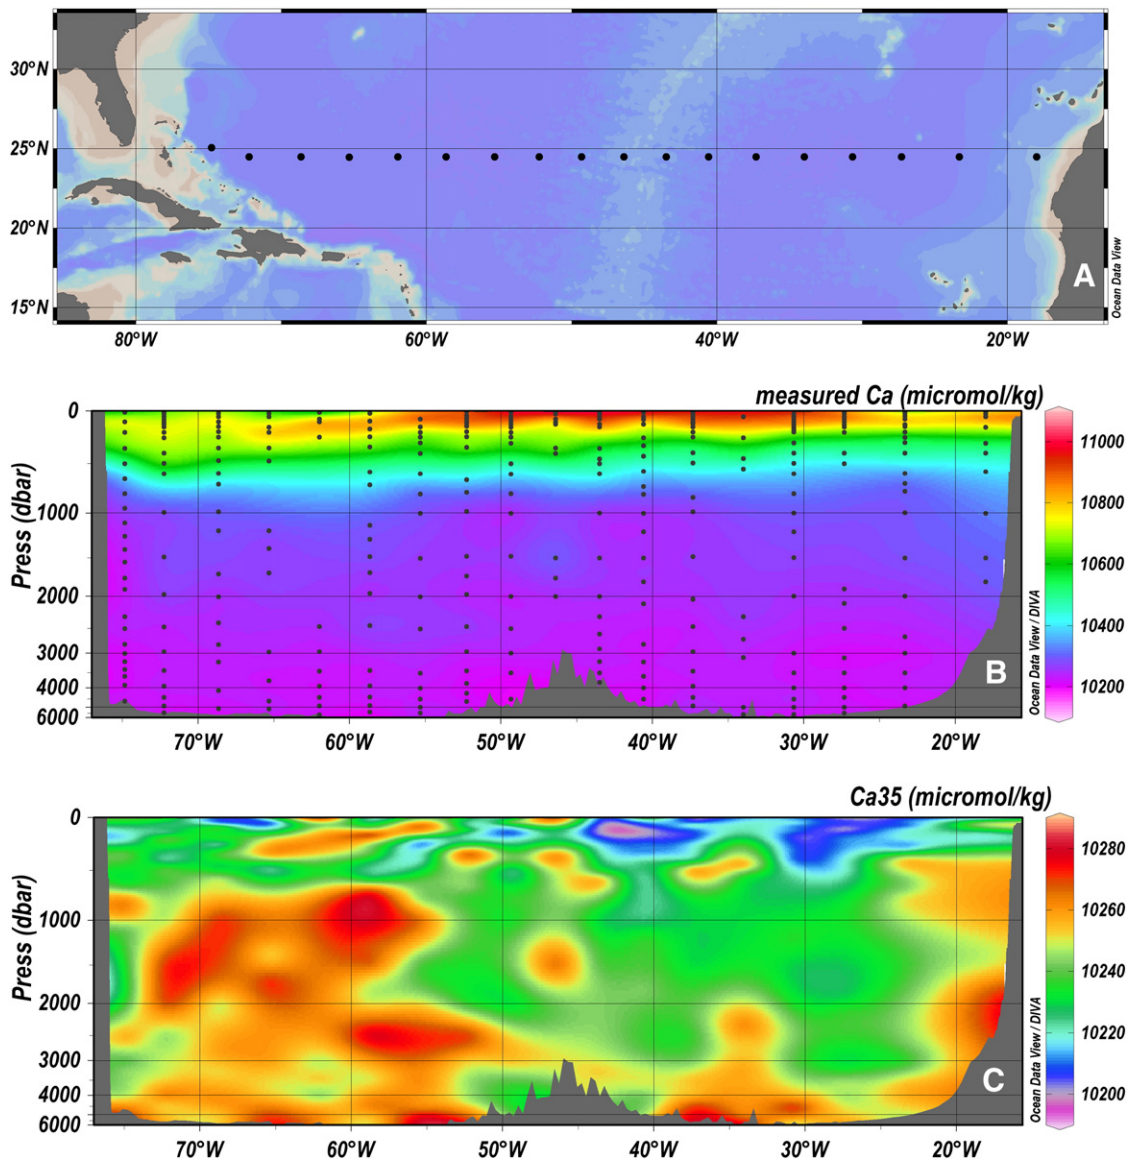 30°N
25°N
20°N
15°N
80°W 60°W 40°W 20°W
A
Ocean Data View
measured Ca (micromol/kg)
0
1000
2000
3000
4000
6000
Press (dbar)
70°W 60°W 50°W 40°W 30°W 20°W
B
Ocean Data View / DIVA
11000
10800
10600
10400
10200
Ca35 (micromol/kg)
0
1000
2000
3000
4000
6000
Press (dbar)
70°W 60°W 50°W 40°W 30°W 20°W
C
Ocean Data View / DIVA
10280
10260
10240
10220
10200